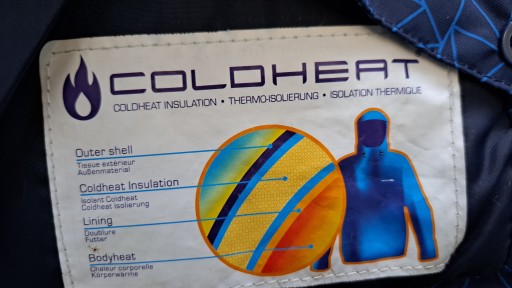 COLDHEAT
COLDHEAT INSULATION • THERMO-ISOLIERUNG • ISOLATION THERMIQUE
Outer shell
Tissue extérieur
Außenmaterial
Coldheat Insulation
Isolant Coldheat
Coldheat Isolierung
Lining
Doublure
Futter
Bodyheat
Chaleur corporelle
Körperwärme